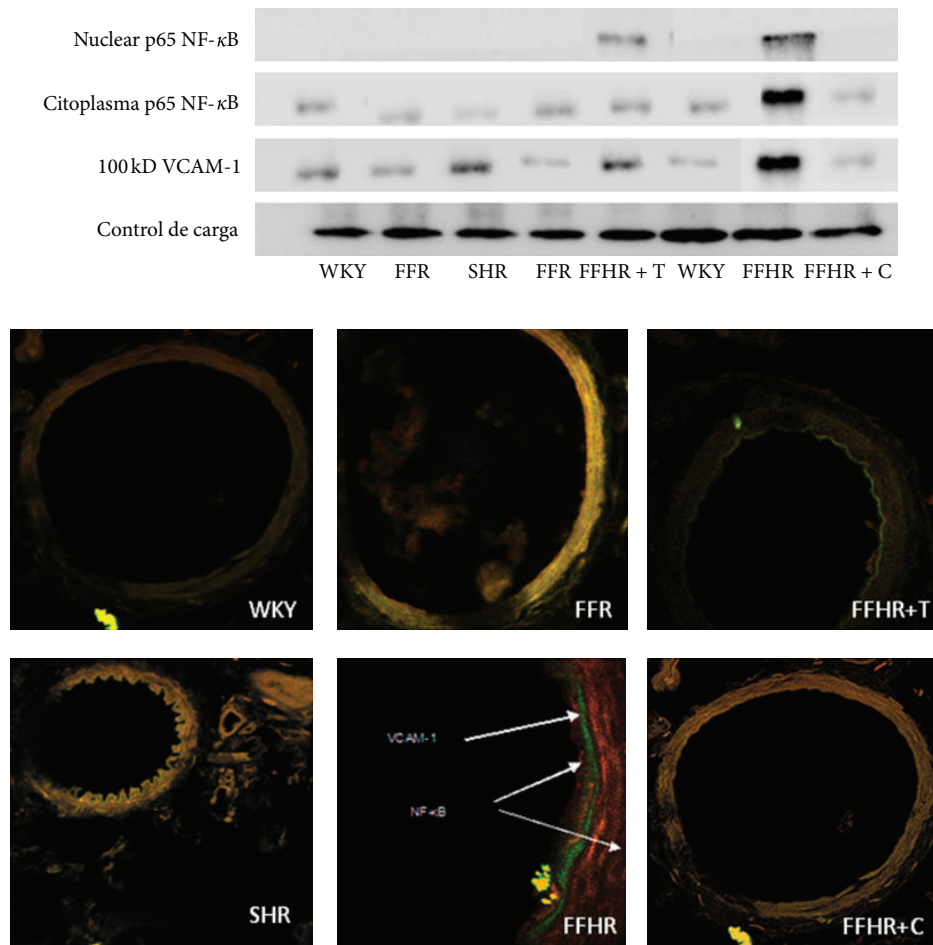 Nuclear p65 NF-κB
Citoplasma p65 NF-κB
100 kD VCAM-1
Control de carga
WKY FFR SHR FFR FFHR + T WKY FFHR FFHR + C
WKY
FFR
FFHR+T
SHR
VCAM-1
NF-κB
FFHR
FFHR+C